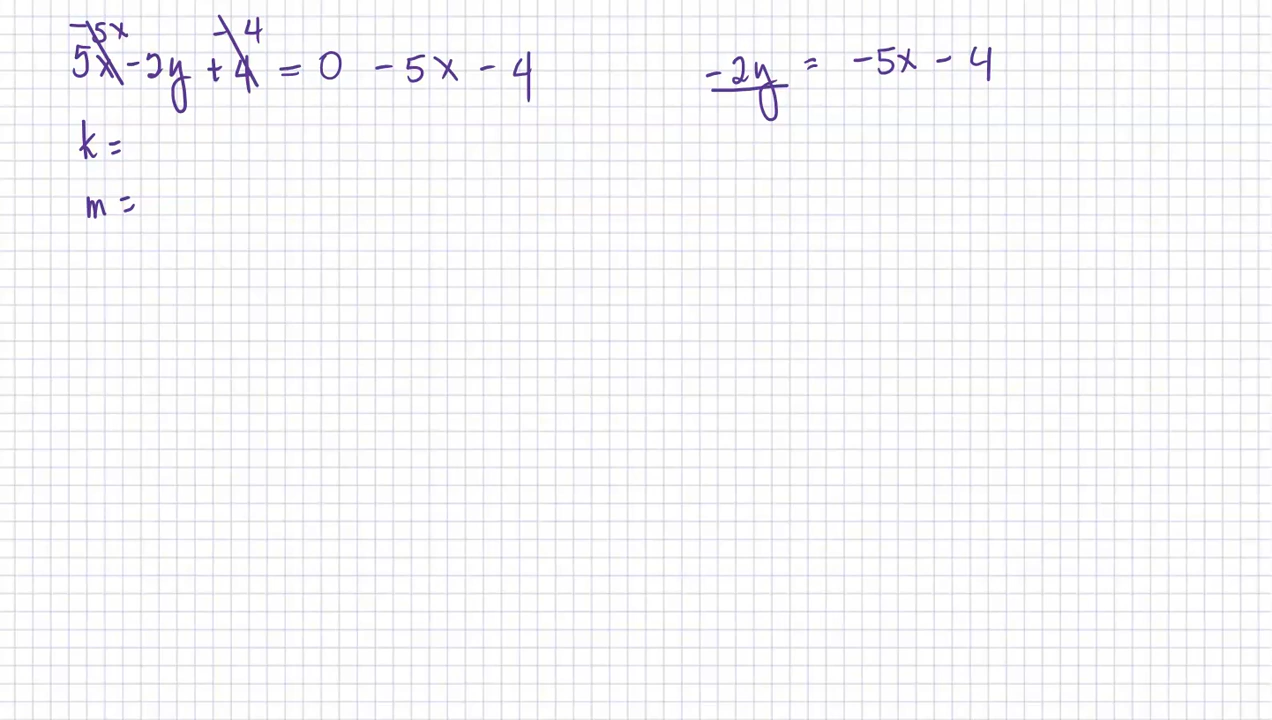 -5x - 4
5x - 2y + 4 = 0 - 5x - 4
-2y = -5x - 4
k =
m =